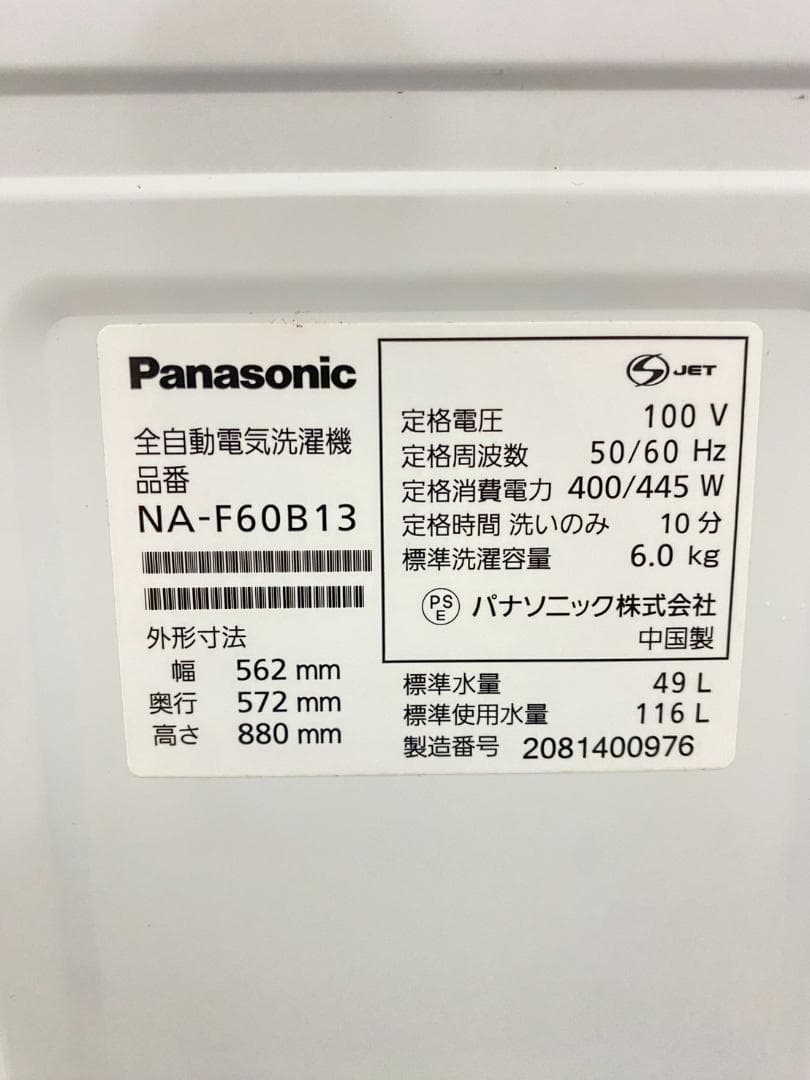 Panasonic
全自動電気洗濯機
品番
NA-F60B13
外形寸法
幅 562 mm
奥行 572 mm
高さ 880 mm
S JET
定格電圧 100 V
定格周波数 50/60 Hz
定格消費電力 400/445 W
定格時間 洗いのみ 10分
標準洗濯容量 6.0 kg
PSE パナソニック株式会社
中国製
標準水量 49 L
標準使用水量 116 L
製造番号 2081400976